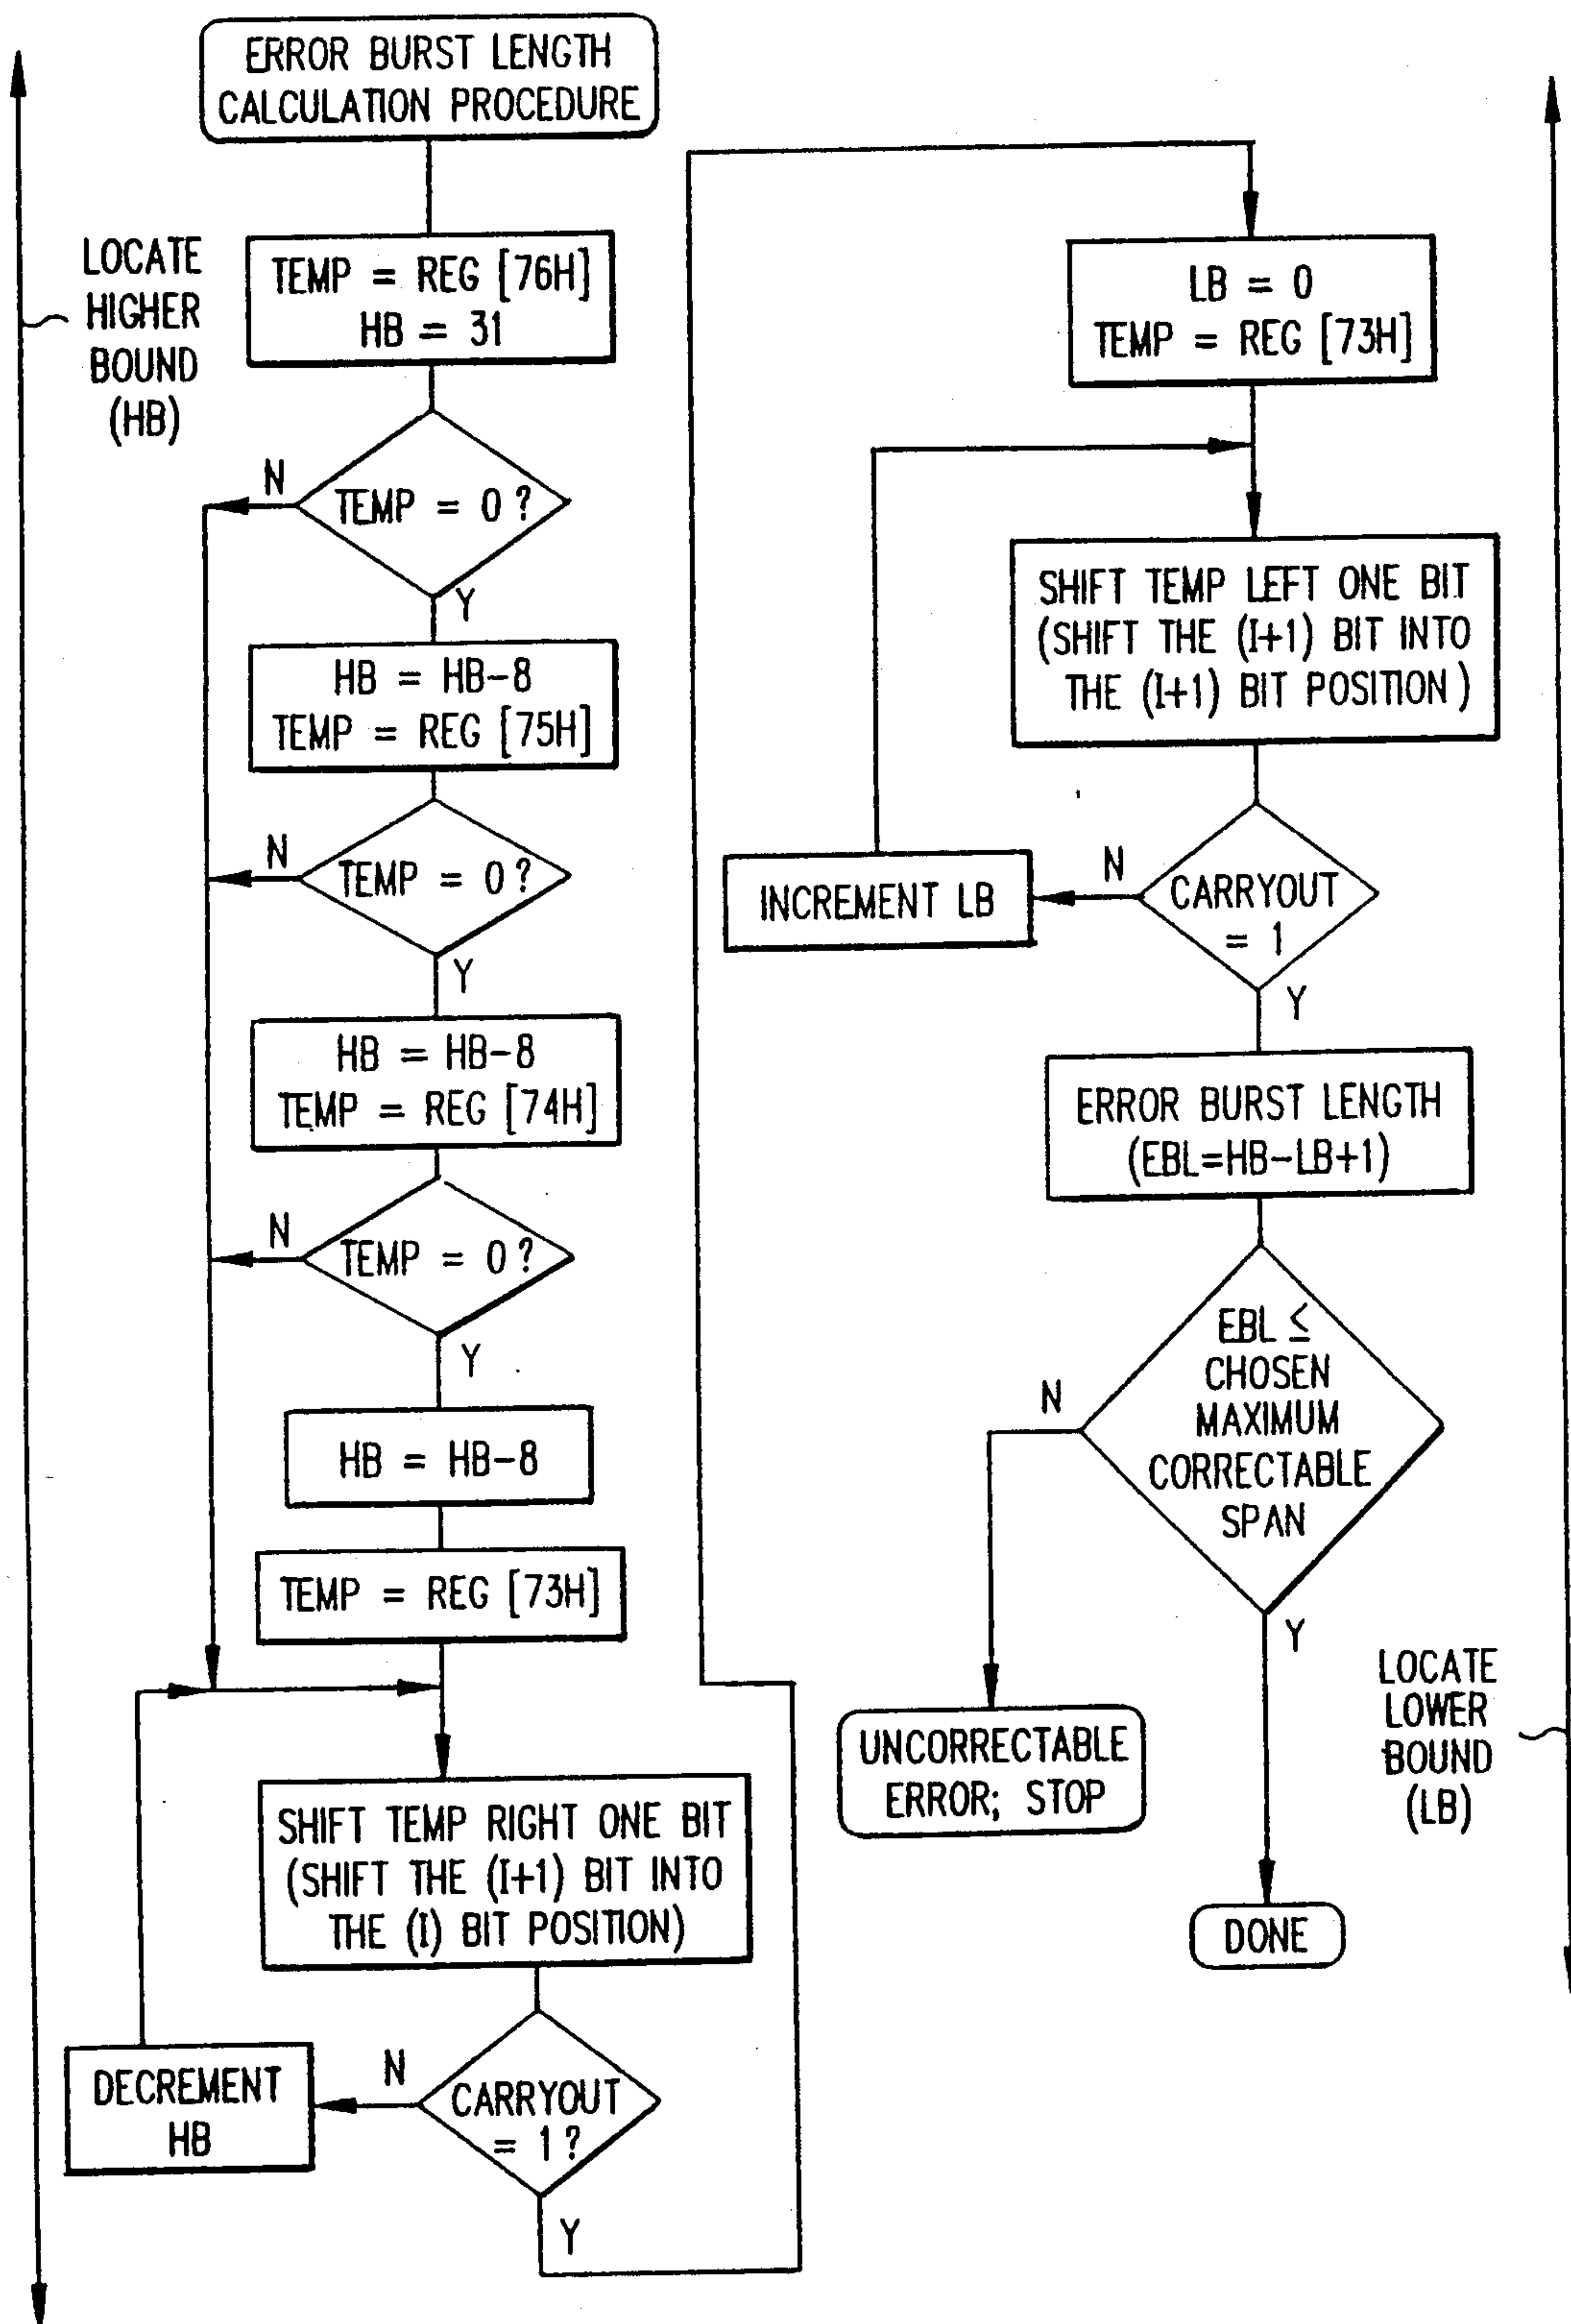 ERROR BURST LENGTH
CALCULATION PROCEDURE
LOCATE
HIGHER
BOUND
(HB)
TEMP = REG [76H]
HB = 31
TEMP = 0 ?
N
Y
HB = HB-8
TEMP = REG [75H]
TEMP = 0 ?
N
Y
HB = HB-8
TEMP = REG [74H]
TEMP = 0 ?
N
Y
HB = HB-8
TEMP = REG [73H]
SHIFT TEMP RIGHT ONE BIT
(SHIFT THE (I+1) BIT INTO
THE (I) BIT POSITION)
CARRYOUT
= 1 ?
N
DECREMENT
HB
Y
LB = 0
TEMP = REG [73H]
SHIFT TEMP LEFT ONE BIT
(SHIFT THE (I+1) BIT INTO
THE (I+1) BIT POSITION)
CARRYOUT
= 1
N
INCREMENT LB
Y
ERROR BURST LENGTH
(EBL=HB-LB+1)
EBL ≤
CHOSEN
MAXIMUM
CORRECTABLE
SPAN
N
Y
UNCORRECTABLE
ERROR; STOP
DONE
LOCATE
LOWER
BOUND
(LB)